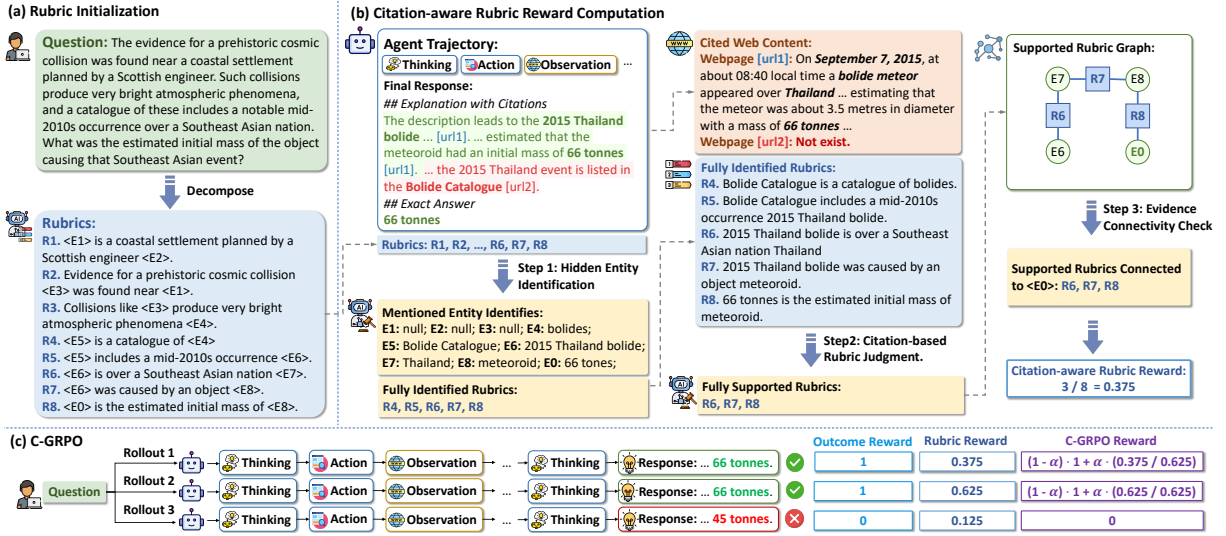 (a) Rubric Initialization
Question: The evidence for a prehistoric cosmic
collision was found near a coastal settlement
planned by a Scottish engineer. Such collisions
produce very bright atmospheric phenomena,
and a catalogue of these includes a notable mid-
2010s occurrence over a Southeast Asian nation.
What was the estimated initial mass of the object
causing that Southeast Asian event?
Decompose
Rubrics:
R1. <E1> is a coastal settlement planned by a
Scottish engineer <E2>.
R2. Evidence for a prehistoric cosmic collision
<E3> was found near <E1>.
R3. Collisions like <E3> produce very bright
atmospheric phenomena <E4>.
R4. <E5> is a catalogue of <E4>
R5. <E5> includes a mid-2010s occurrence <E6>.
R6. <E6> is over a Southeast Asian nation <E7>.
R7. <E6> was caused by an object <E8>.
R8. <E0> is the estimated initial mass of <E8>.
(b) Citation-aware Rubric Reward Computation
Agent Trajectory:
Thinking Action Observation ...
Final Response:
## Explanation with Citations
The description leads to the 2015 Thailand
bolide ... [url1]. ... estimated that the
meteoroid had an initial mass of 66 tonnes
[url1]. ... the 2015 Thailand event is listed in
the Bolide Catalogue [url2].
## Exact Answer
66 tonnes
Rubrics: R1, R2, ..., R6, R7, R8
Step 1: Hidden Entity
Identification
Mentioned Entity Identifies:
E1: null; E2: null; E3: null; E4: bolides;
E5: Bolide Catalogue; E6: 2015 Thailand bolide;
E7: Thailand; E8: meteoroid; E0: 66 tones;
Fully Identified Rubrics:
R4, R5, R6, R7, R8
WWW
Cited Web Content:
Webpage [url1]: On September 7, 2015, at
about 08:40 local time a bolide meteor
appeared over Thailand ... estimating that
the meteor was about 3.5 metres in diameter
with a mass of 66 tonnes ...
Webpage [url2]: Not exist.
1
2
3
Fully Identified Rubrics:
R4. Bolide Catalogue is a catalogue of bolides.
R5. Bolide Catalogue includes a mid-2010s
occurrence 2015 Thailand bolide.
R6. 2015 Thailand bolide is over a Southeast
Asian nation Thailand
R7. 2015 Thailand bolide was caused by an
object meteoroid.
R8. 66 tonnes is the estimated initial mass of
meteoroid.
Step2: Citation-based
Rubric Judgment.
Fully Supported Rubrics:
R6, R7, R8
Supported Rubric Graph:
E7 R7 E8
R6 R8
E6 E0
Step 3: Evidence
Connectivity Check
Supported Rubrics Connected
to <E0>: R6, R7, R8
Citation-aware Rubric Reward:
3 / 8 = 0.375
(c) C-GRPO
Outcome Reward Rubric Reward C-GRPO Reward
Question
Rollout 1 Thinking Action Observation ... Thinking Response: ... 66 tonnes. 1 0.375 (1 - α) · 1 + α · (0.375 / 0.625)
Rollout 2 Thinking Action Observation ... Thinking Response: ... 66 tonnes. 1 0.625 (1 - α) · 1 + α · (0.625 / 0.625)
Rollout 3 Thinking Action Observation ... Thinking Response: ... 45 tonnes. 0 0.125 0